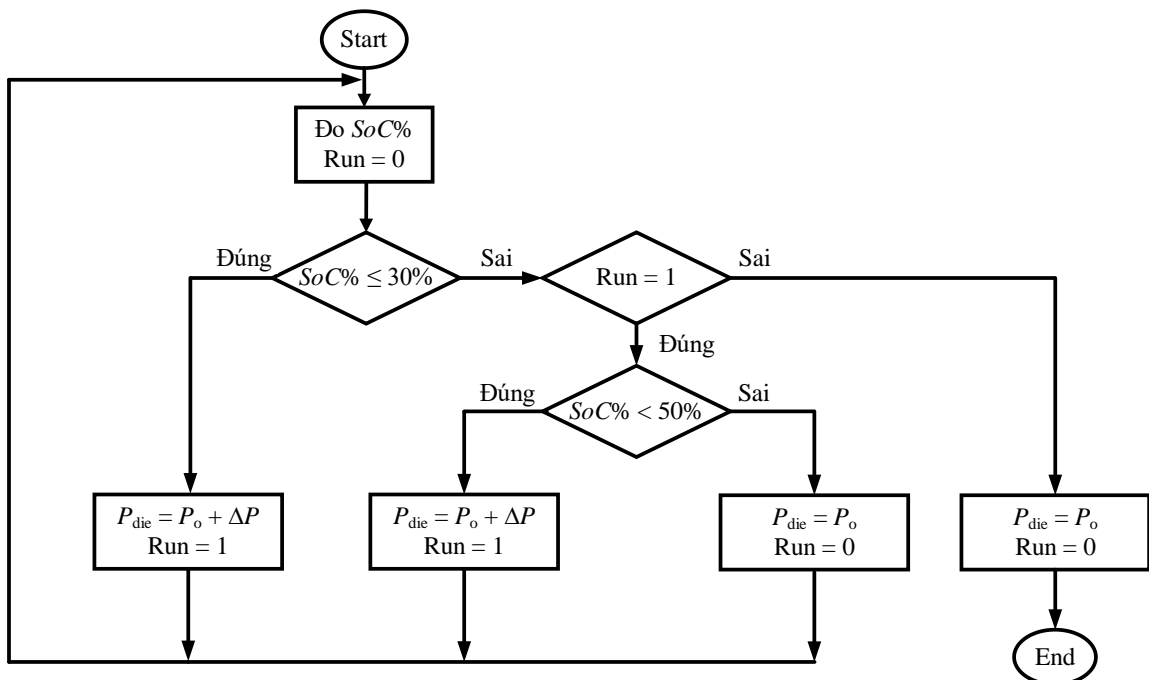 Start
Đo SoC%
Run = 0
Đúng
SoC% ≤ 30%
Sai
Run = 1
Sai
Đúng
Đúng
SoC% < 50%
Sai
P_die = P_o + ΔP
Run = 1
P_die = P_o + ΔP
Run = 1
P_die = P_o
Run = 0
P_die = P_o
Run = 0
End